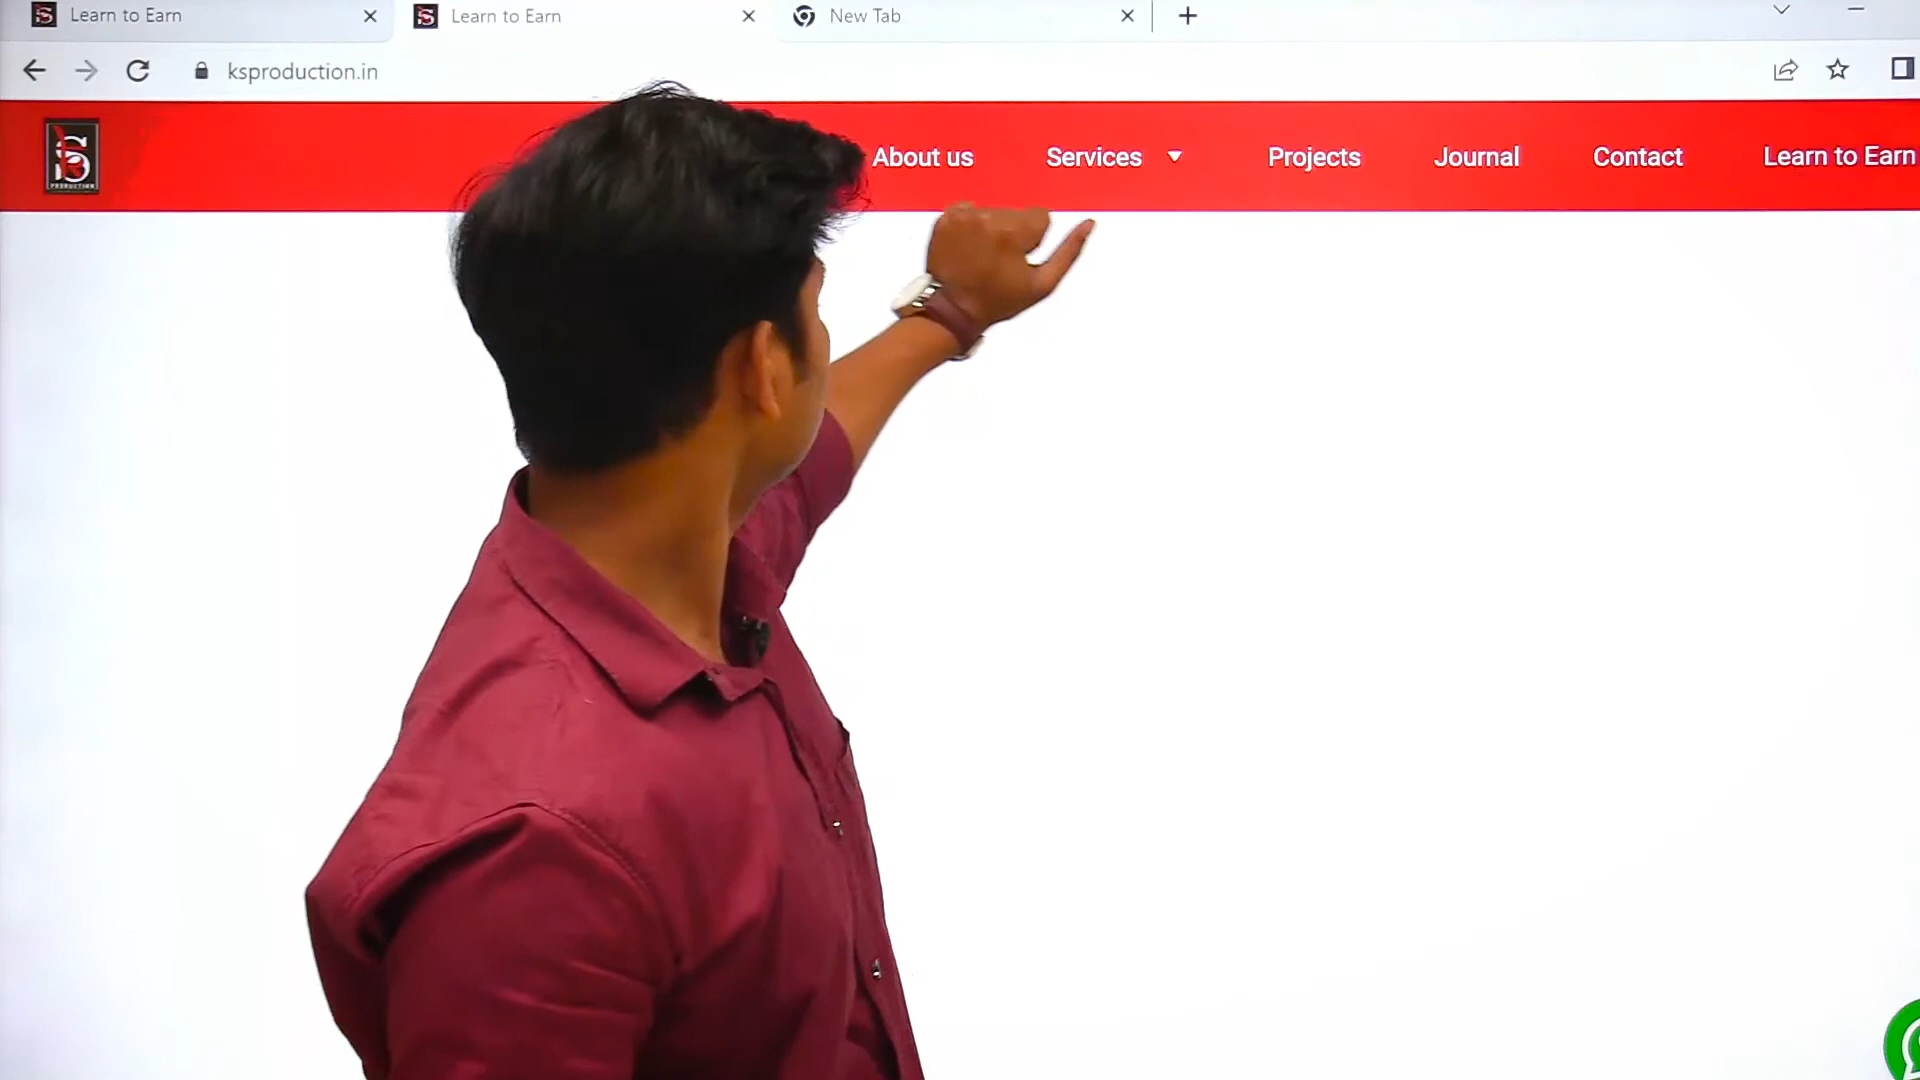 Learn to Earn
Learn to Earn
New Tab
ksproduction.in
S
PRODUCTION
About us
Services
Projects
Journal
Contact
Learn to Earn